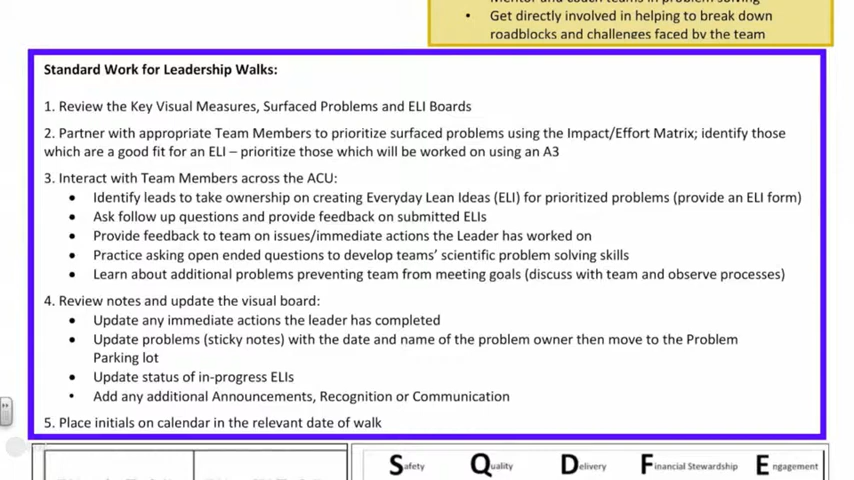 Mentor and coach teams in problem solving
• Get directly involved in helping to break down
roadblocks and challenges faced by the team
Standard Work for Leadership Walks:
1. Review the Key Visual Measures, Surfaced Problems and ELI Boards
2. Partner with appropriate Team Members to prioritize surfaced problems using the Impact/Effort Matrix; identify those
which are a good fit for an ELI – prioritize those which will be worked on using an A3
3. Interact with Team Members across the ACU:
• Identify leads to take ownership on creating Everyday Lean Ideas (ELI) for prioritized problems (provide an ELI form)
• Ask follow up questions and provide feedback on submitted ELIs
• Provide feedback to team on issues/immediate actions the Leader has worked on
• Practice asking open ended questions to develop teams' scientific problem solving skills
• Learn about additional problems preventing team from meeting goals (discuss with team and observe processes)
4. Review notes and update the visual board:
• Update any immediate actions the leader has completed
• Update problems (sticky notes) with the date and name of the problem owner then move to the Problem
Parking lot
• Update status of in-progress ELIs
• Add any additional Announcements, Recognition or Communication
5. Place initials on calendar in the relevant date of walk
Safety Quality Delivery Financial Stewardship Engagement